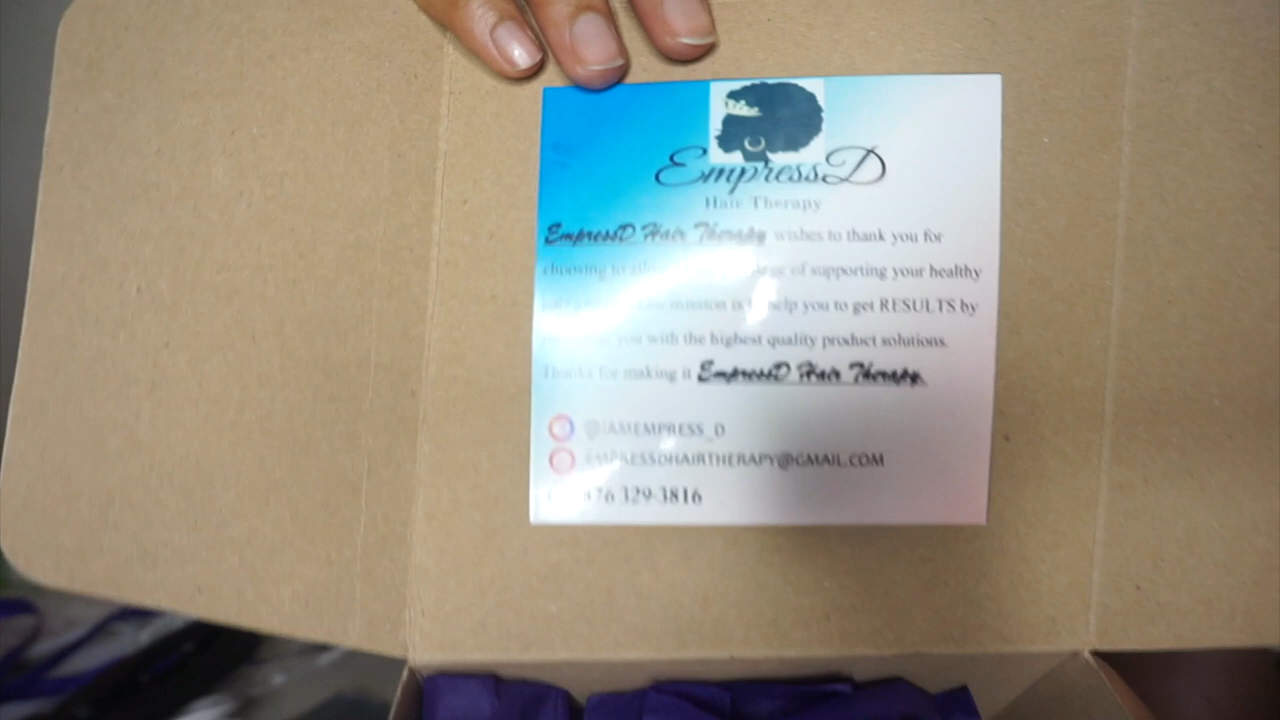 EmpressD
Hair Therapy
EmpressD Hair Therapy wishes to thank you for
choosing to of supporting your healthy
mission is help you to get RESULTS by
you with the highest quality product solutions.
Thanks for making it EmpressD Hair Therapy.
@IAMEMPRESS_D
EMPRESSDHAIRTHERAPY@GMAIL.COM
329-3816